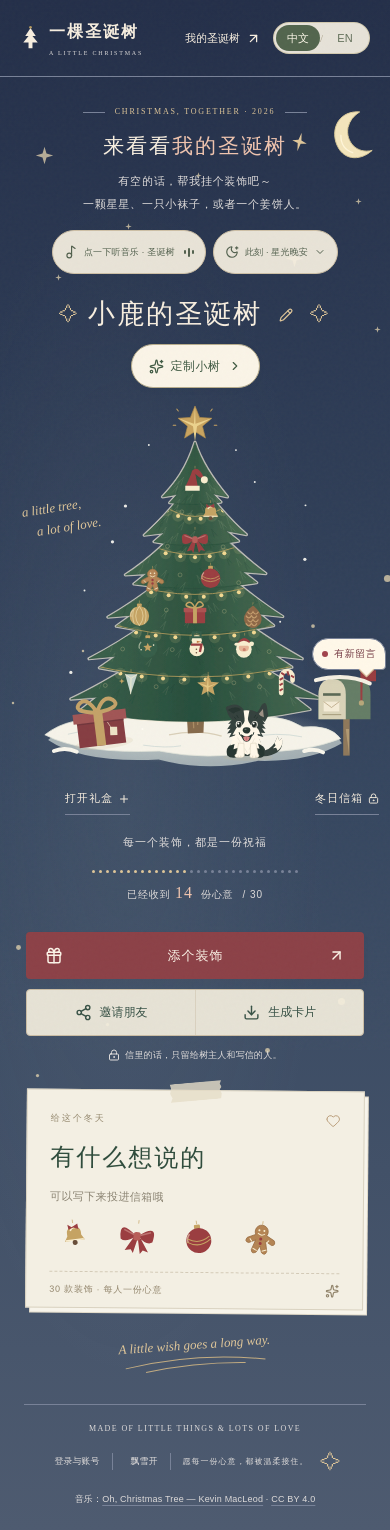 一棵圣诞树
A LITTLE CHRISTMAS
我的圣诞树
中文 / EN
CHRISTMAS, TOGETHER · 2026
来看看我的圣诞树
有空的话，帮我挂个装饰吧～
一颗星星、一只小袜子，或者一个姜饼人。
点一下听音乐 · 圣诞树
此刻 · 星光晚安
小鹿的圣诞树
定制小树
a little tree,
a lot of love.
有新留言
打开礼盒
冬日信箱
每一个装饰，都是一份祝福
已经收到 14 份心意 / 30
添个装饰
邀请朋友
生成卡片
信里的话，只留给树主人和写信的人。
给这个冬天
有什么想说的
可以写下来投进信箱哦
30 款装饰 · 每人一份心意
A little wish goes a long way.
MADE OF LITTLE THINGS & LOTS OF LOVE
登录与账号
飘雪开
愿每一份心意，都被温柔接住。
音乐：Oh, Christmas Tree — Kevin MacLeod · CC BY 4.0